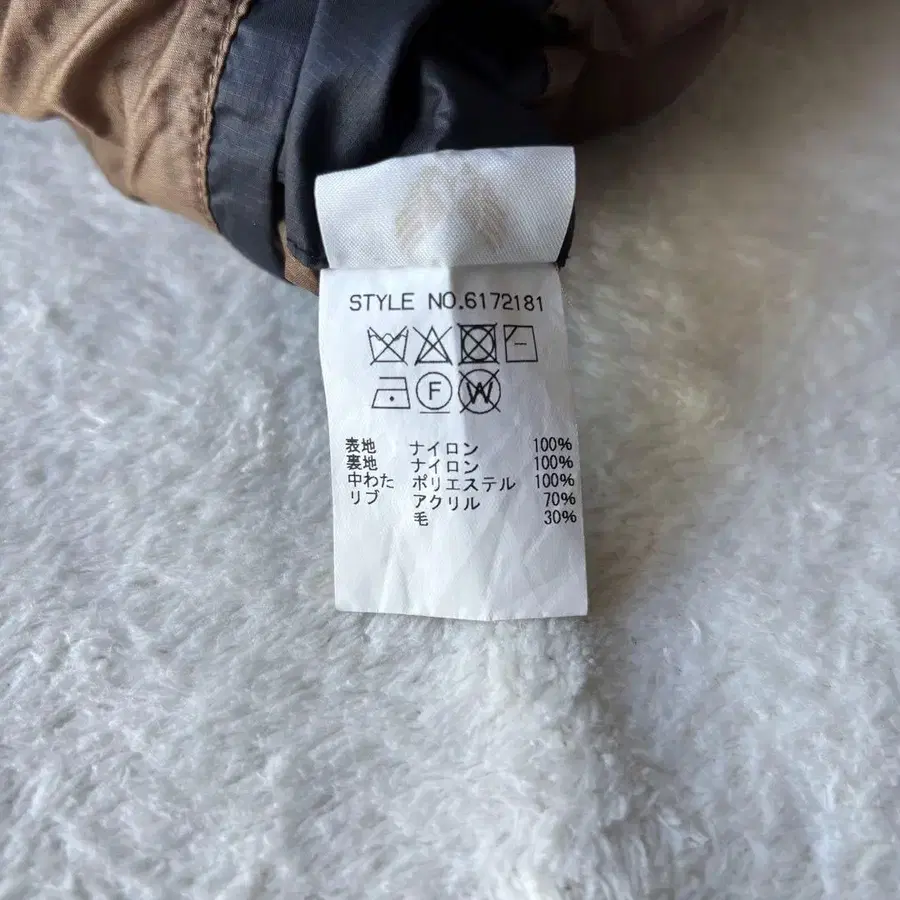 STYLE NO.6172181
F W
表地 ナイロン 100%
裏地 ナイロン 100%
中わた ポリエステル 100%
リブ アクリル 70%
毛 30%